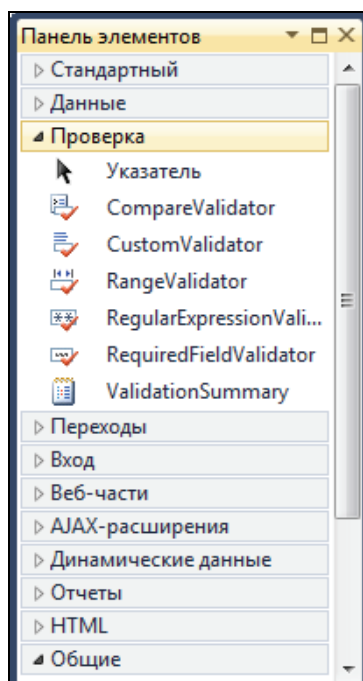 Панель элементов
Стандартный
Данные
Проверка
Указатель
CompareValidator
CustomValidator
RangeValidator
RegularExpressionVali...
RequiredFieldValidator
ValidationSummary
Переходы
Вход
Веб-части
AJAX-расширения
Динамические данные
Отчеты
HTML
Общие